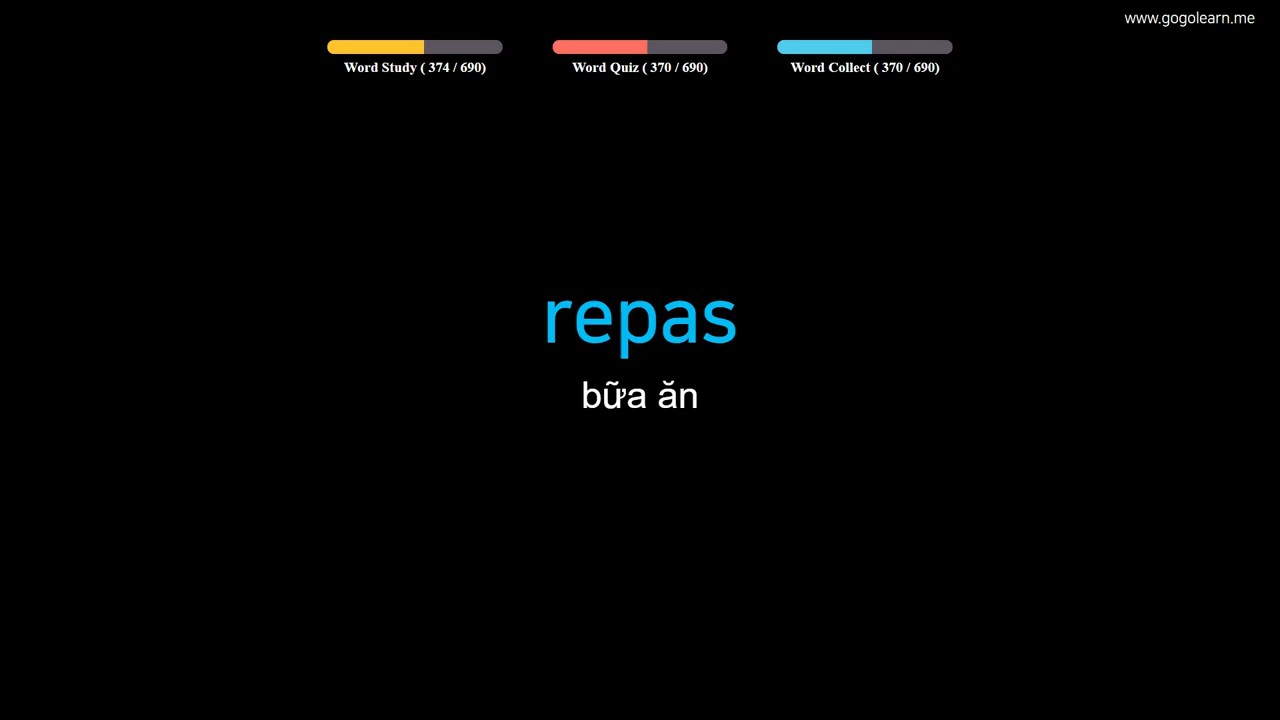 www.gogolearn.me
Word Study ( 374 / 690)
Word Quiz ( 370 / 690)
Word Collect ( 370 / 690)
repas
bữa ăn